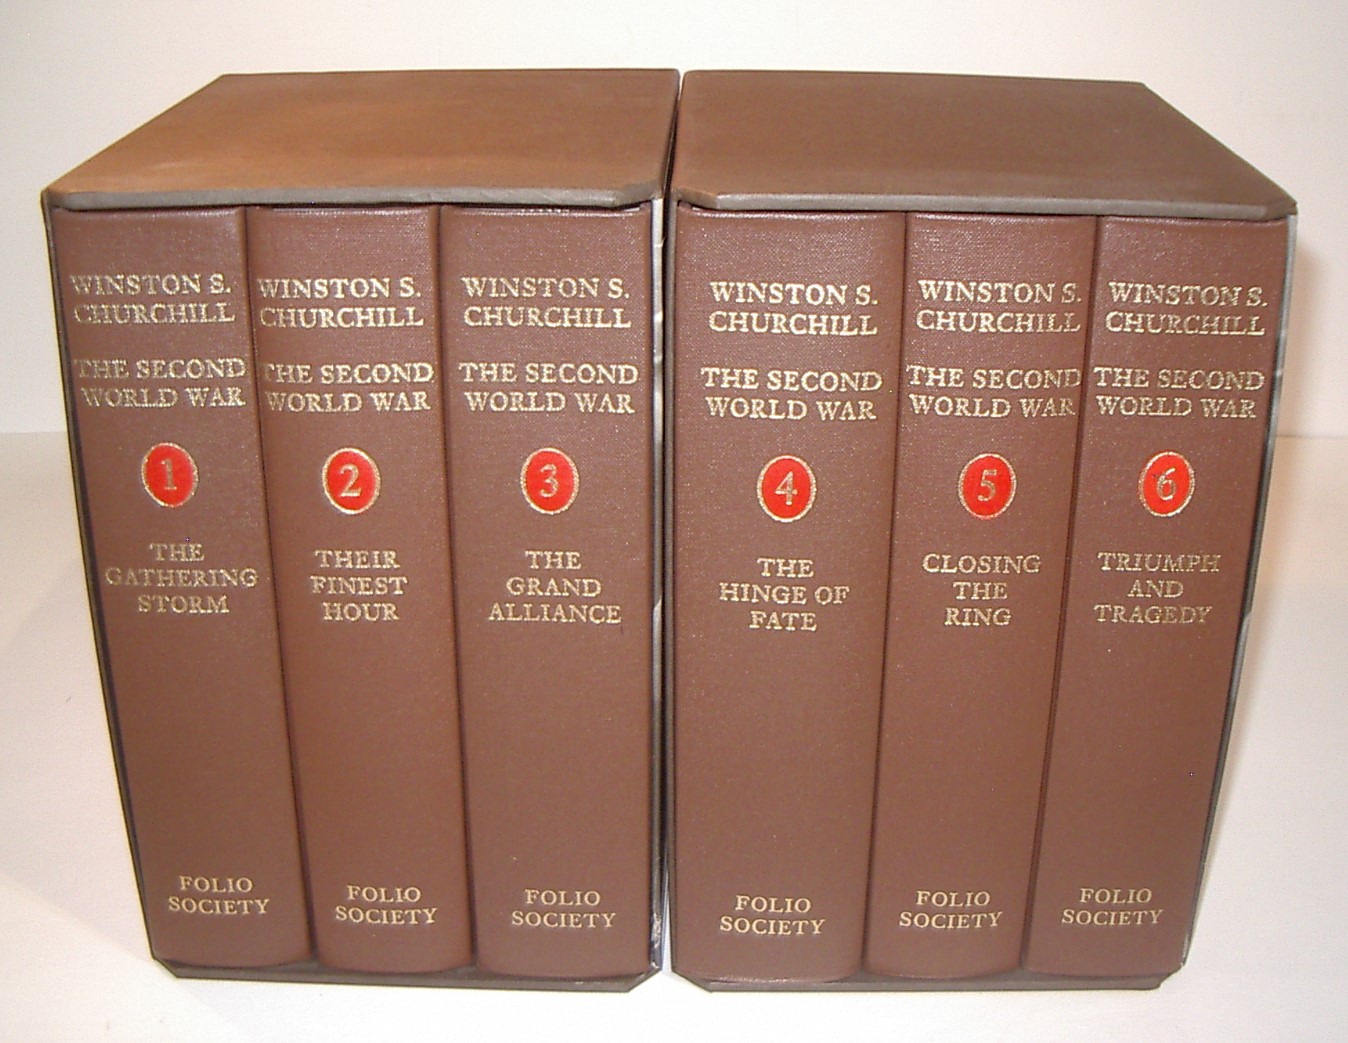 WINSTON S.
CHURCHILL
THE SECOND
WORLD WAR
1
THE
GATHERING
STORM
FOLIO
SOCIETY
WINSTON S.
CHURCHILL
THE SECOND
WORLD WAR
2
THEIR
FINEST
HOUR
FOLIO
SOCIETY
WINSTON S.
CHURCHILL
THE SECOND
WORLD WAR
3
THE
GRAND
ALLIANCE
FOLIO
SOCIETY
WINSTON S.
CHURCHILL
THE SECOND
WORLD WAR
4
THE
HINGE OF
FATE
FOLIO
SOCIETY
WINSTON S.
CHURCHILL
THE SECOND
WORLD WAR
5
CLOSING
THE
RING
FOLIO
SOCIETY
WINSTON S.
CHURCHILL
THE SECOND
WORLD WAR
6
TRIUMPH
AND
TRAGEDY
FOLIO
SOCIETY